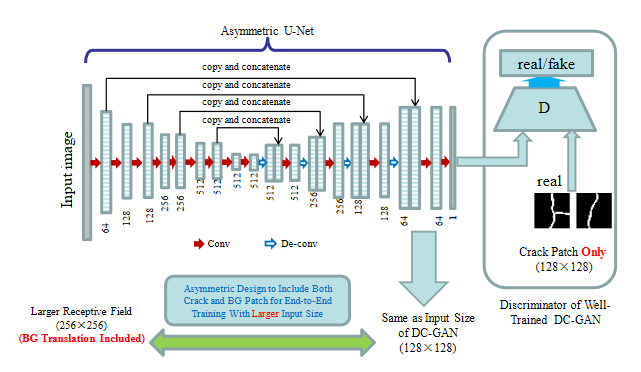 Asymmetric U-Net
copy and concatenate
copy and concatenate
copy and concatenate
copy and concatenate
Input image
64
128
128
256
256
512
512
512
512
512
512
256
256
128
128
64
64
1
Conv
De-conv
real/fake
D
real
Crack Patch Only
(128×128)
Discriminator of Well-
Trained DC-GAN
Asymmetric Design to Include Both
Crack and BG Patch for End-to-End
Training With Larger Input Size
Larger Receptive Field
(256×256)
(BG Translation Included)
Same as Input Size
of DC-GAN
(128×128)